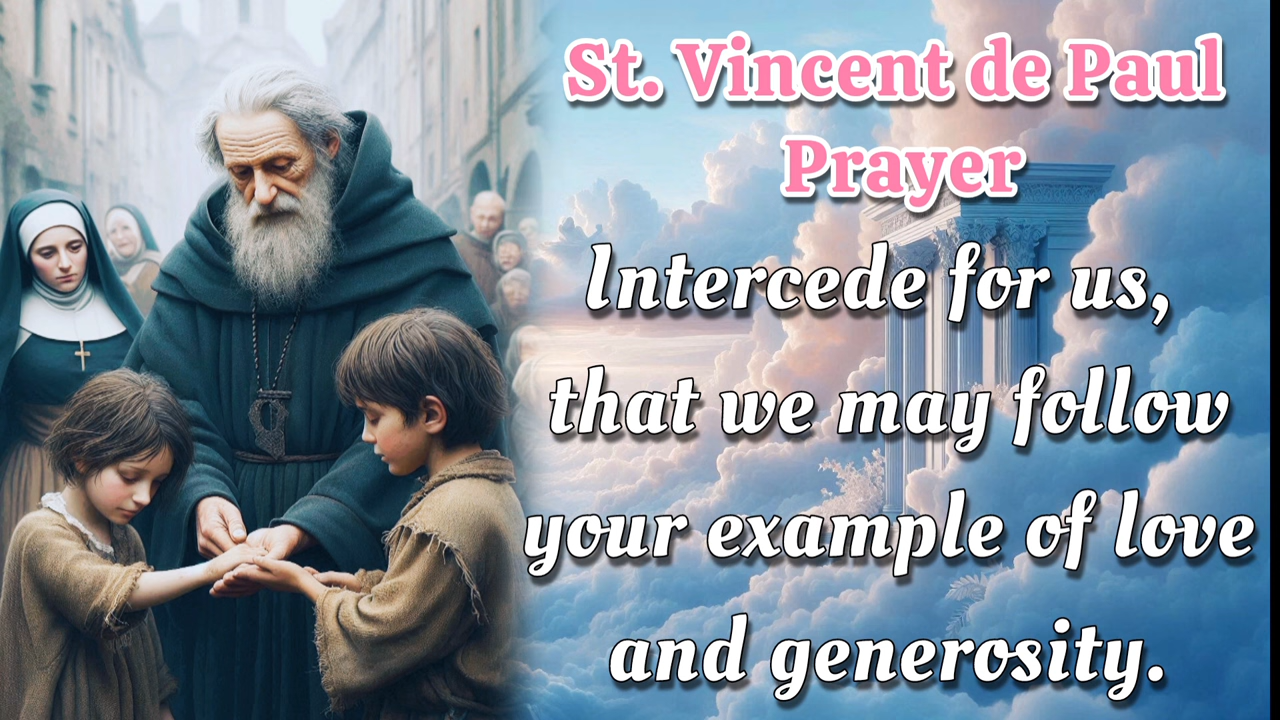 St. Vincent de Paul
Prayer
Intercede for us,
that we may follow
your example of love
and generosity.